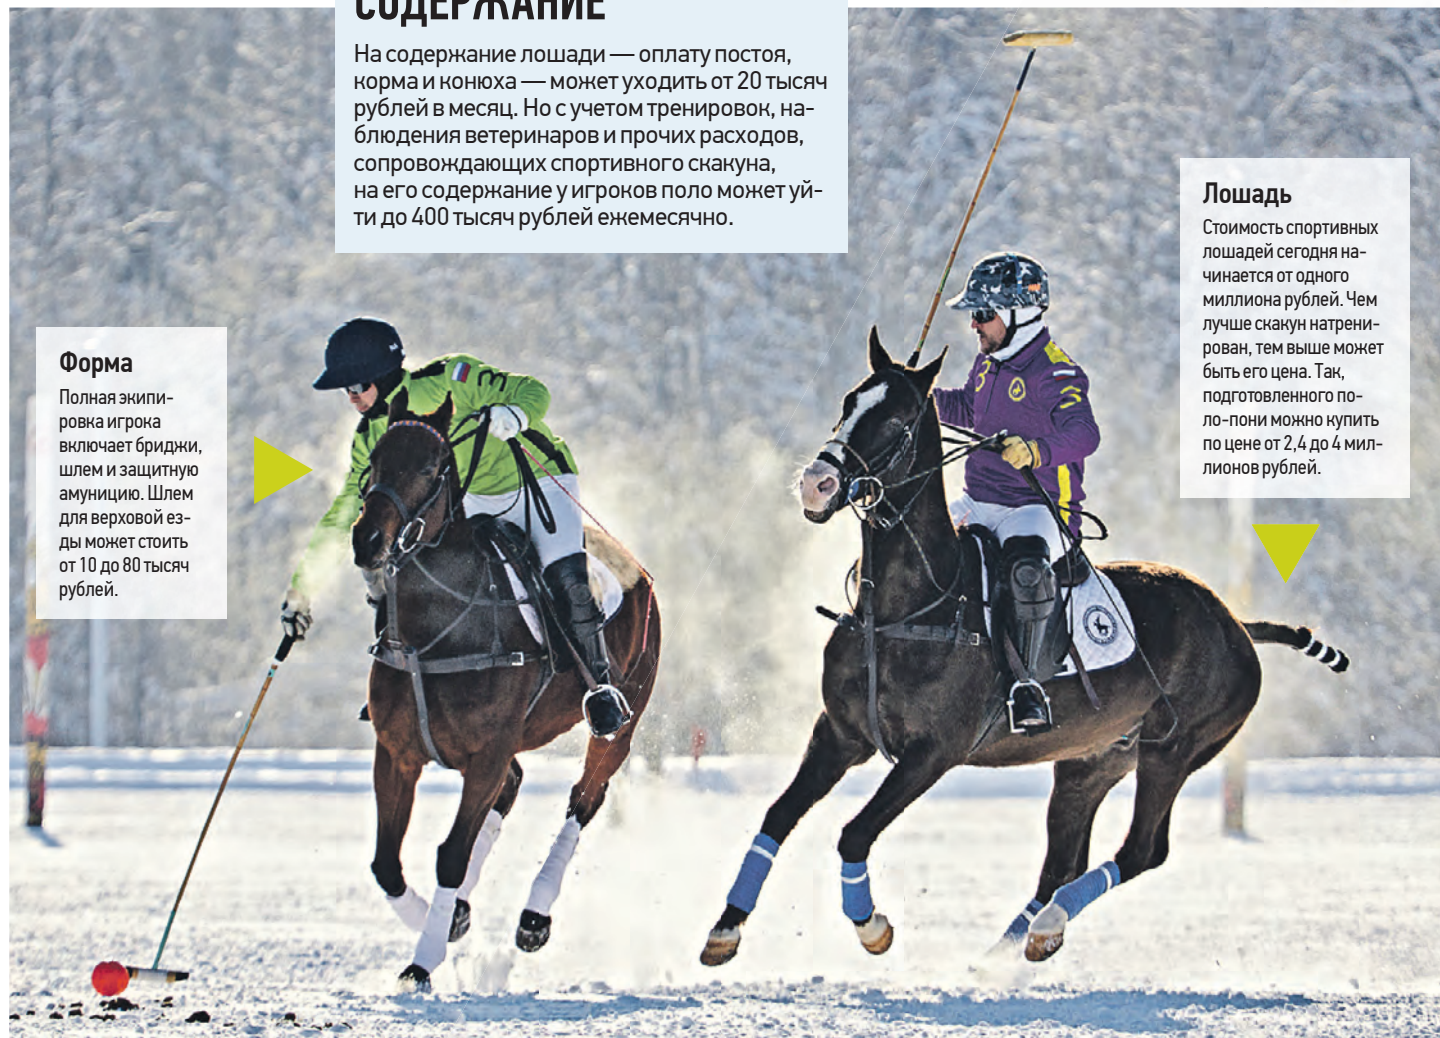 СОДЕРЖАНИЕ
На содержание лошади — оплату постоя,
корма и конюха — может уходить от 20 тысяч
рублей в месяц. Но с учетом тренировок, на-
блюдения ветеринаров и прочих расходов,
сопровождающих спортивного скакуна,
на его содержание у игроков поло может уй-
ти до 400 тысяч рублей ежемесячно.
Форма
Полная экипи-
ровка игрока
включает бриджи,
шлем и защитную
амуницию. Шлем
для верховой ез-
ды может стоить
от 10 до 80 тысяч
рублей.
Лошадь
Стоимость спортивных
лошадей сегодня на-
чинается от одного
миллиона рублей. Чем
лучше скакун натрени-
рован, тем выше может
быть его цена. Так,
подготовленного по-
ло-пони можно купить
по цене от 2,4 до 4 мил-
лионов рублей.
3
3